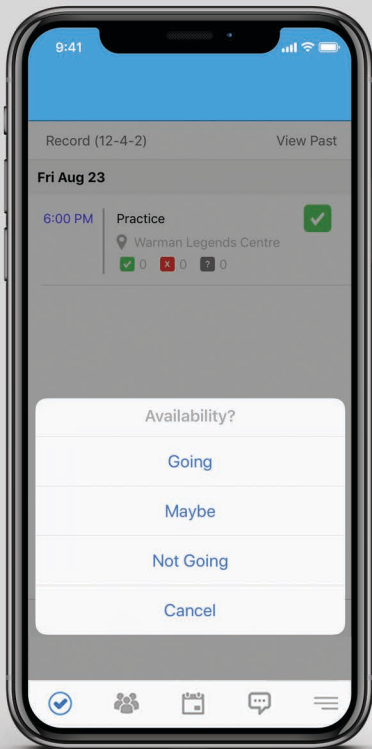 9:41
Record (12-4-2) View Past
Fri Aug 23
6:00 PM Practice
Warman Legends Centre
✓ 0 x 0 ? 0
Availability?
Going
Maybe
Not Going
Cancel